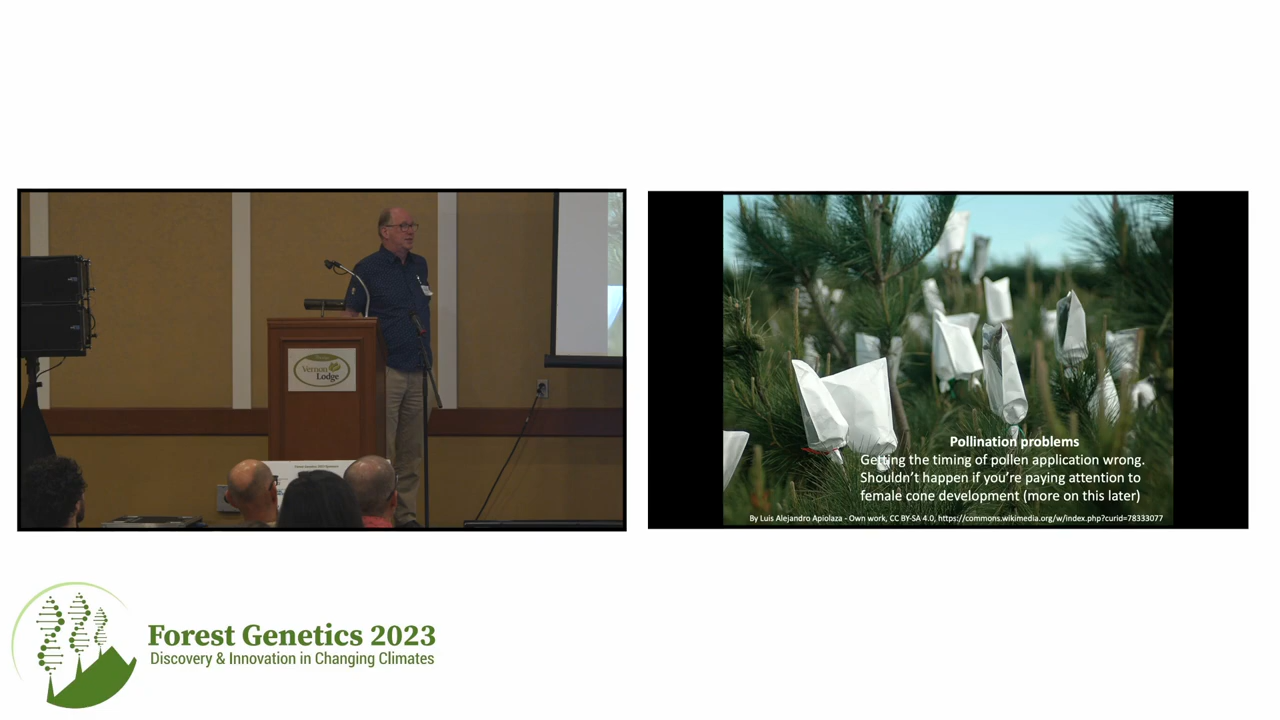 Vernon
Lodge
Pollination problems
Getting the timing of pollen application wrong.
Shouldn't happen if you're paying attention to
female cone development (more on this later)
By Luis Alejandro Apiolaza - Own work, CC BY-SA 4.0, https://commons.wikimedia.org/w/index.php?curid=78333077
Forest Genetics 2023
Discovery & Innovation in Changing Climates